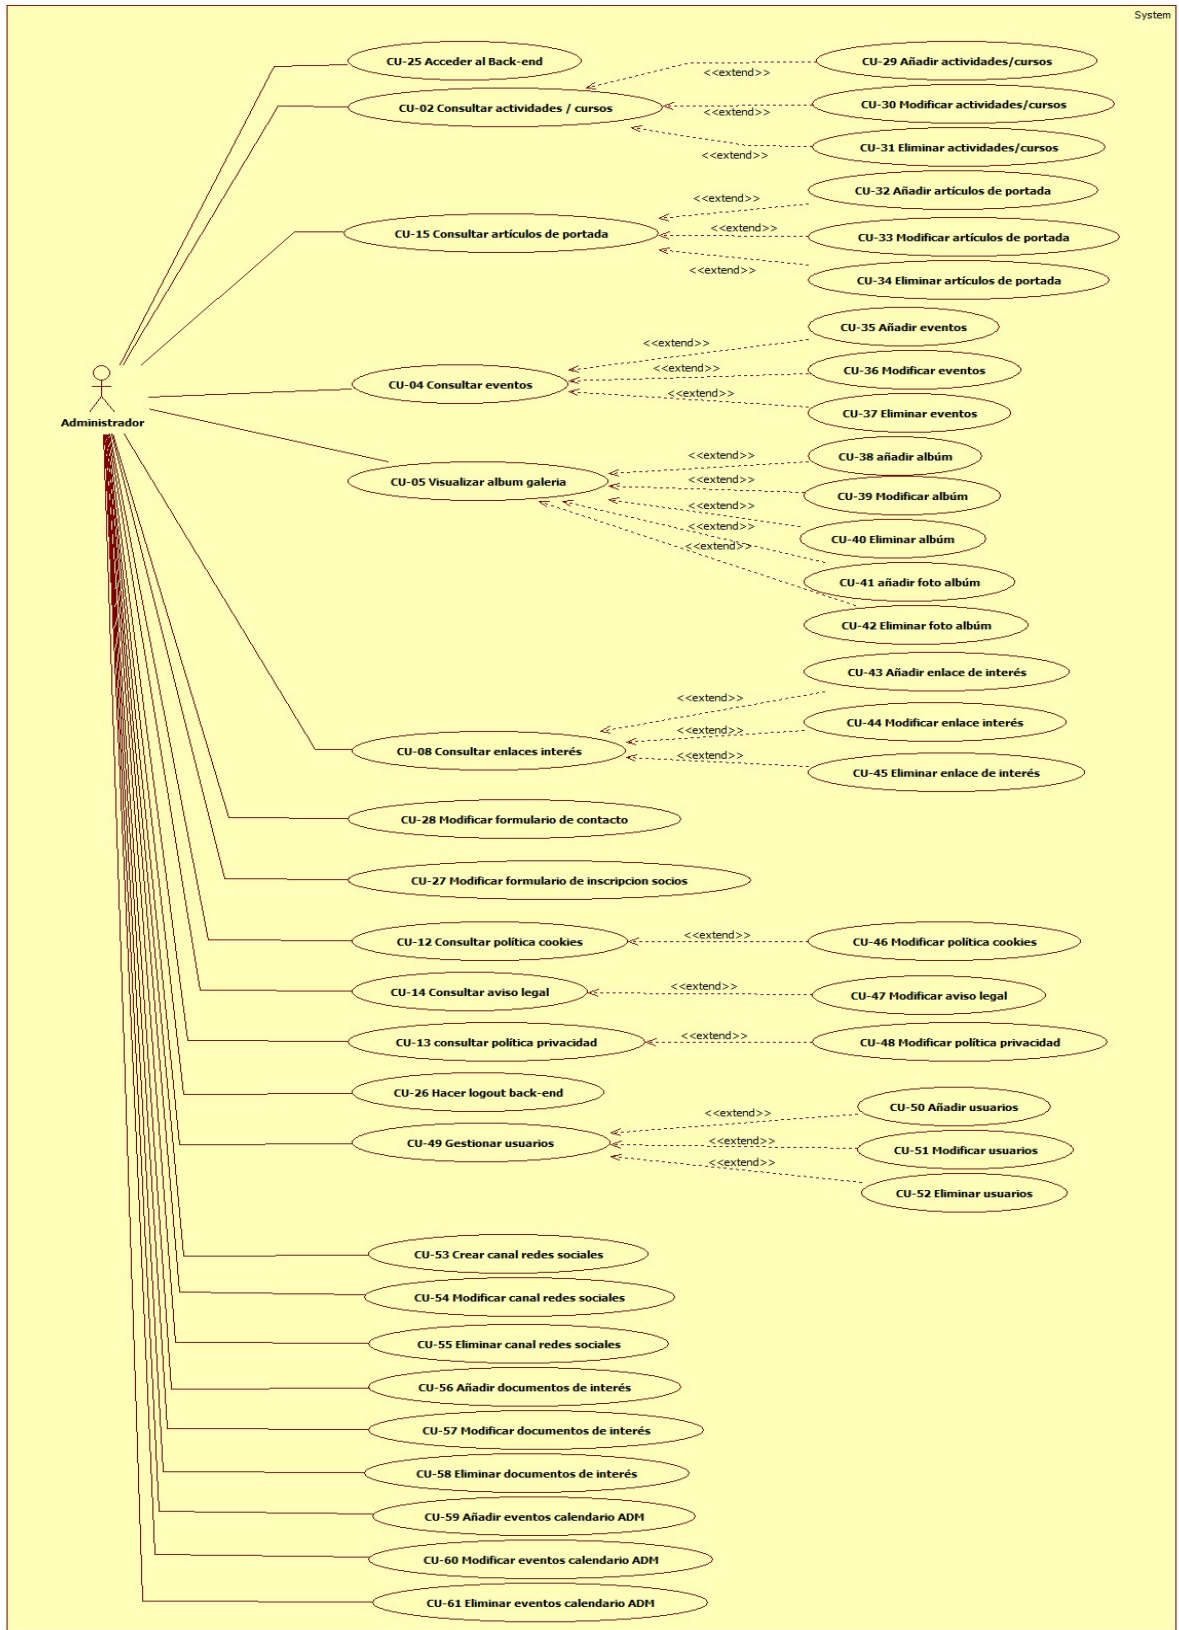 System
CU-25 Acceder al Back-end
<<extend>>
CU-29 Añadir actividades/cursos
CU-02 Consultar actividades / cursos
<<extend>>
CU-30 Modificar actividades/cursos
<<extend>>
CU-31 Eliminar actividades/cursos
<<extend>>
CU-32 Añadir artículos de portada
CU-15 Consultar artículos de portada
<<extend>>
CU-33 Modificar artículos de portada
<<extend>>
CU-34 Eliminar artículos de portada
<<extend>>
CU-35 Añadir eventos
CU-04 Consultar eventos
<<extend>>
CU-36 Modificar eventos
<<extend>>
CU-37 Eliminar eventos
Administrador
<<extend>>
CU-38 añadir albúm
CU-05 Visualizar album galeria
<<extend>>
CU-39 Modificar albúm
<<extend>>
CU-40 Eliminar albúm
<<extend>>
CU-41 añadir foto albúm
<<extend>>
CU-42 Eliminar foto albúm
<<extend>>
CU-43 Añadir enlace de interés
CU-08 Consultar enlaces interés
<<extend>>
CU-44 Modificar enlace interés
<<extend>>
CU-45 Eliminar enlace de interés
CU-28 Modificar formulario de contacto
CU-27 Modificar formulario de inscripcion socios
CU-12 Consultar política cookies
<<extend>>
CU-46 Modificar política cookies
CU-14 Consultar aviso legal
<<extend>>
CU-47 Modificar aviso legal
CU-13 consultar política privacidad
<<extend>>
CU-48 Modificar política privacidad
CU-26 Hacer logout back-end
<<extend>>
CU-50 Añadir usuarios
CU-49 Gestionar usuarios
<<extend>>
CU-51 Modificar usuarios
<<extend>>
CU-52 Eliminar usuarios
CU-53 Crear canal redes sociales
CU-54 Modificar canal redes sociales
CU-55 Eliminar canal redes sociales
CU-56 Añadir documentos de interés
CU-57 Modificar documentos de interés
CU-58 Eliminar documentos de interés
CU-59 Añadir eventos calendario ADM
CU-60 Modificar eventos calendario ADM
CU-61 Eliminar eventos calendario ADM